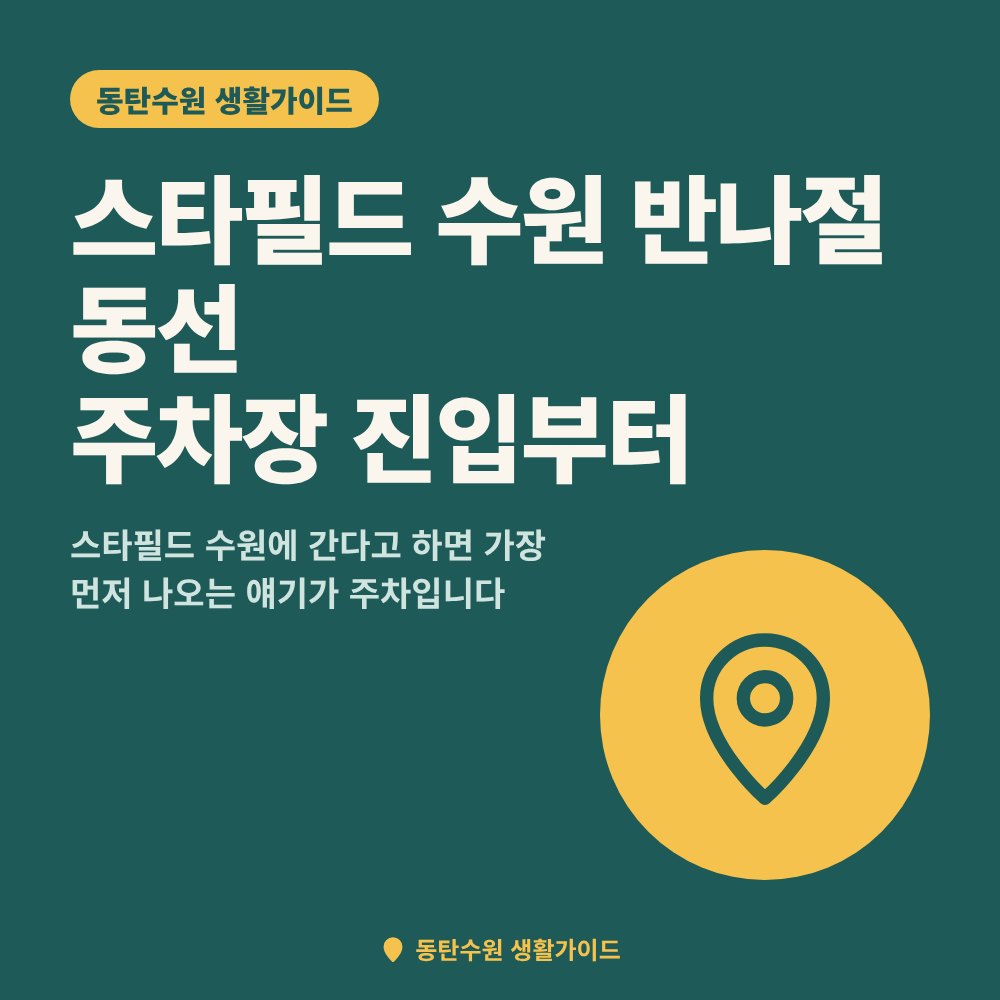 동탄수원 생활가이드
스타필드 수원 반나절
동선
주차장 진입부터
스타필드 수원에 간다고 하면 가장
먼저 나오는 얘기가 주차입니다
동탄수원 생활가이드